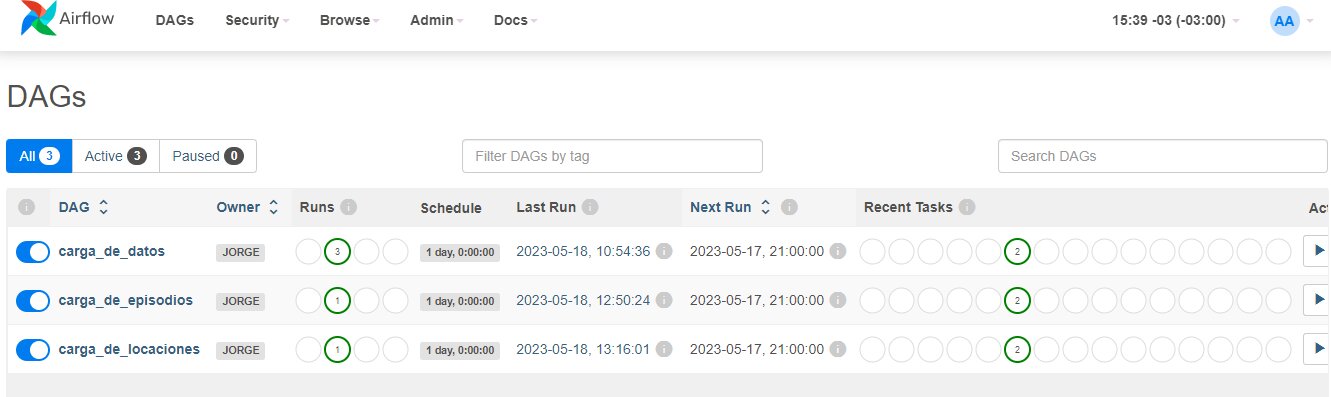 Airflow DAGs Security Browse Admin Docs 15:39 -03 (-03:00) AA
DAGs
All 3 Active 3 Paused 0 Filter DAGs by tag Search DAGs
i DAG Owner Runs i Schedule Last Run i Next Run i Recent Tasks i Act
carga_de_datos JORGE 3 1 day, 0:00:00 2023-05-18, 10:54:36 i 2023-05-17, 21:00:00 i 2
carga_de_episodios JORGE 1 1 day, 0:00:00 2023-05-18, 12:50:24 i 2023-05-17, 21:00:00 i 2
carga_de_locaciones JORGE 1 1 day, 0:00:00 2023-05-18, 13:16:01 i 2023-05-17, 21:00:00 i 2